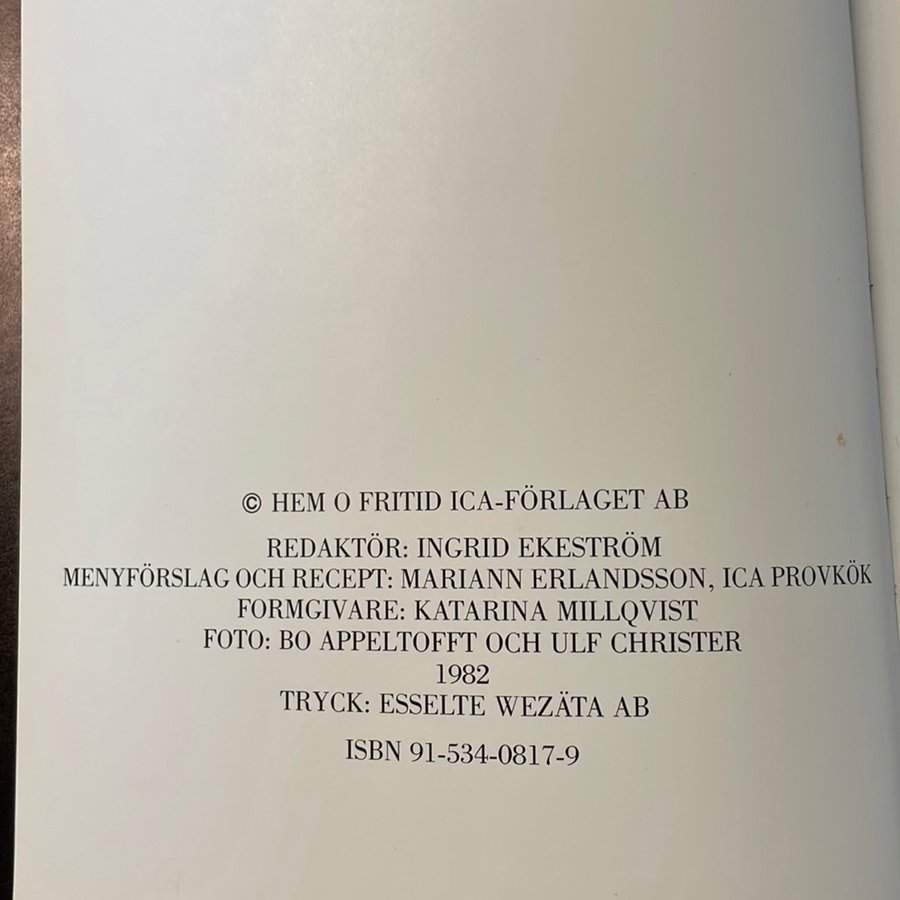 © HEM O FRITID ICA-FÖRLAGET AB
REDAKTÖR: INGRID EKESTRÖM
MENYFÖRSLAG OCH RECEPT: MARIANN ERLANDSSON, ICA PROVKÖK
FORMGIVARE: KATARINA MILLQVIST
FOTO: BO APPELTOFFT OCH ULF CHRISTER
1982
TRYCK: ESSELTE WEZÄTA AB
ISBN 91-534-0817-9